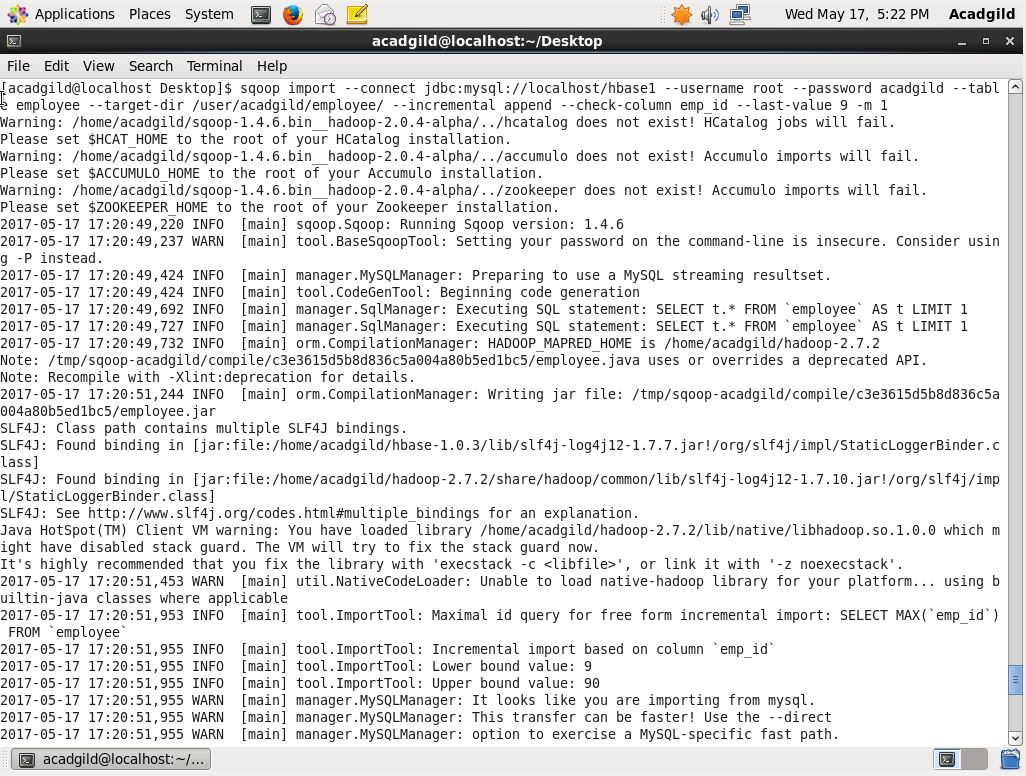 Applications Places System Wed May 17, 5:22 PM Acadgild
acadgild@localhost:~/Desktop
File Edit View Search Terminal Help
[acadgild@localhost Desktop]$ sqoop import --connect jdbc:mysql://localhost/hbase1 --username root --password acadgild --tabl
e employee --target-dir /user/acadgild/employee/ --incremental append --check-column emp_id --last-value 9 -m 1
Warning: /home/acadgild/sqoop-1.4.6.bin__hadoop-2.0.4-alpha/../hcatalog does not exist! HCatalog jobs will fail.
Please set $HCAT_HOME to the root of your HCatalog installation.
Warning: /home/acadgild/sqoop-1.4.6.bin__hadoop-2.0.4-alpha/../accumulo does not exist! Accumulo imports will fail.
Please set $ACCUMULO_HOME to the root of your Accumulo installation.
Warning: /home/acadgild/sqoop-1.4.6.bin__hadoop-2.0.4-alpha/../zookeeper does not exist! Accumulo imports will fail.
Please set $ZOOKEEPER_HOME to the root of your Zookeeper installation.
2017-05-17 17:20:49,220 INFO  [main] sqoop.Sqoop: Running Sqoop version: 1.4.6
2017-05-17 17:20:49,237 WARN  [main] tool.BaseSqoopTool: Setting your password on the command-line is insecure. Consider usin
g -P instead.
2017-05-17 17:20:49,424 INFO  [main] manager.MySQLManager: Preparing to use a MySQL streaming resultset.
2017-05-17 17:20:49,424 INFO  [main] tool.CodeGenTool: Beginning code generation
2017-05-17 17:20:49,692 INFO  [main] manager.SqlManager: Executing SQL statement: SELECT t.* FROM `employee` AS t LIMIT 1
2017-05-17 17:20:49,727 INFO  [main] manager.SqlManager: Executing SQL statement: SELECT t.* FROM `employee` AS t LIMIT 1
2017-05-17 17:20:49,732 INFO  [main] orm.CompilationManager: HADOOP_MAPRED_HOME is /home/acadgild/hadoop-2.7.2
Note: /tmp/sqoop-acadgild/compile/c3e3615d5b8d836c5a004a80b5ed1bc5/employee.java uses or overrides a deprecated API.
Note: Recompile with -Xlint:deprecation for details.
2017-05-17 17:20:51,244 INFO  [main] orm.CompilationManager: Writing jar file: /tmp/sqoop-acadgild/compile/c3e3615d5b8d836c5a
004a80b5ed1bc5/employee.jar
SLF4J: Class path contains multiple SLF4J bindings.
SLF4J: Found binding in [jar:file:/home/acadgild/hbase-1.0.3/lib/slf4j-log4j12-1.7.7.jar!/org/slf4j/impl/StaticLoggerBinder.c
lass]
SLF4J: Found binding in [jar:file:/home/acadgild/hadoop-2.7.2/share/hadoop/common/lib/slf4j-log4j12-1.7.10.jar!/org/slf4j/imp
l/StaticLoggerBinder.class]
SLF4J: See http://www.slf4j.org/codes.html#multiple_bindings for an explanation.
Java HotSpot(TM) Client VM warning: You have loaded library /home/acadgild/hadoop-2.7.2/lib/native/libhadoop.so.1.0.0 which m
ight have disabled stack guard. The VM will try to fix the stack guard now.
It's highly recommended that you fix the library with 'execstack -c <libfile>', or link it with '-z noexecstack'.
2017-05-17 17:20:51,453 WARN  [main] util.NativeCodeLoader: Unable to load native-hadoop library for your platform... using b
uiltin-java classes where applicable
2017-05-17 17:20:51,953 INFO  [main] tool.ImportTool: Maximal id query for free form incremental import: SELECT MAX(`emp_id`)
 FROM `employee`
2017-05-17 17:20:51,955 INFO  [main] tool.ImportTool: Incremental import based on column `emp_id`
2017-05-17 17:20:51,955 INFO  [main] tool.ImportTool: Lower bound value: 9
2017-05-17 17:20:51,955 INFO  [main] tool.ImportTool: Upper bound value: 90
2017-05-17 17:20:51,955 WARN  [main] manager.MySQLManager: It looks like you are importing from mysql.
2017-05-17 17:20:51,955 WARN  [main] manager.MySQLManager: This transfer can be faster! Use the --direct
2017-05-17 17:20:51,955 WARN  [main] manager.MySQLManager: option to exercise a MySQL-specific fast path.
acadgild@localhost:~/...